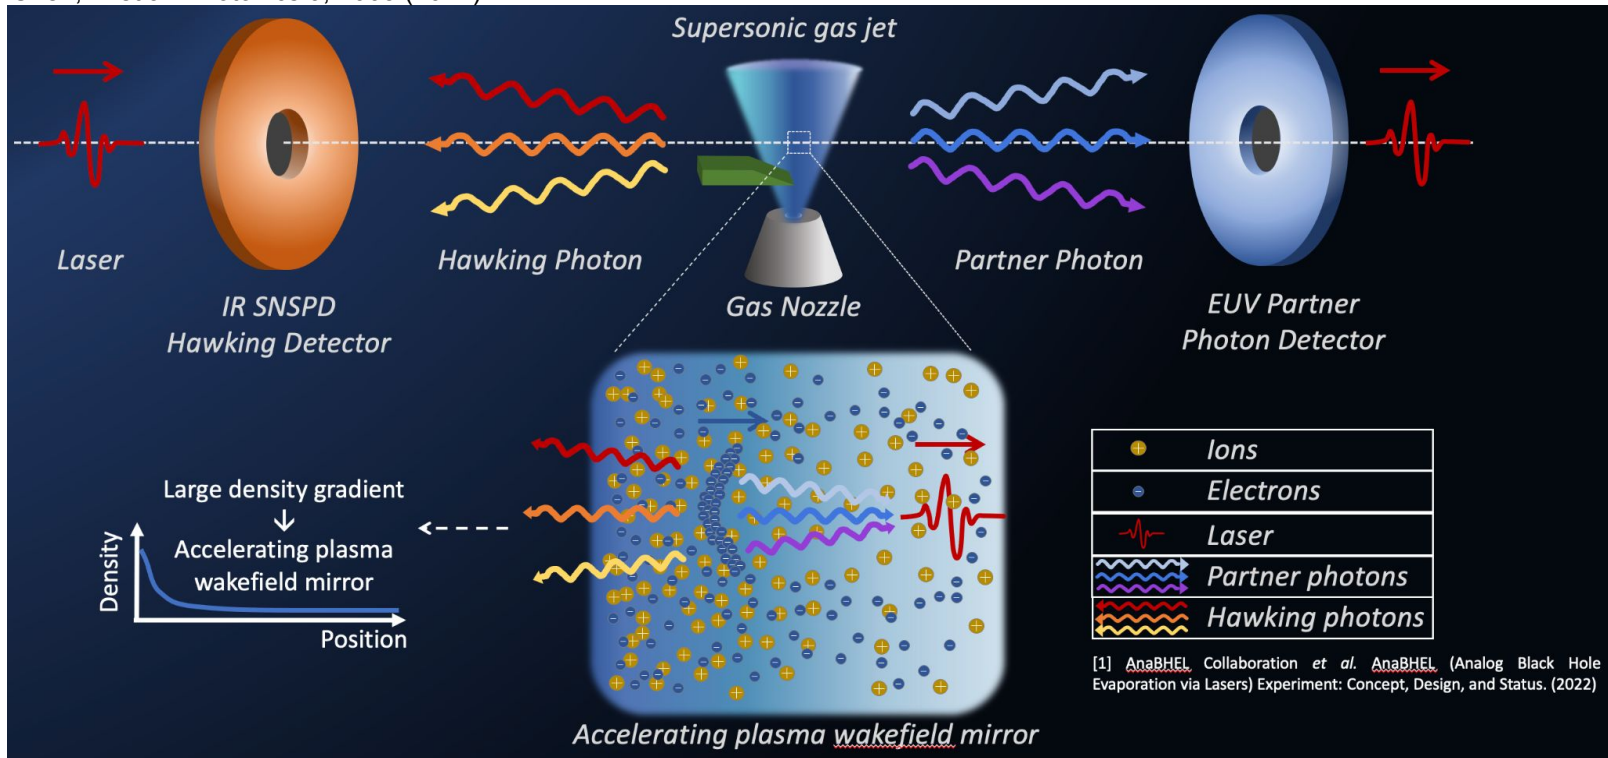 Supersonic gas jet
Laser
Hawking Photon
Partner Photon
Gas Nozzle
IR SNSPD
Hawking Detector
EUV Partner
Photon Detector
Large density gradient
Accelerating plasma
wakefield mirror
Density
Position
Ions
Electrons
Laser
Partner photons
Hawking photons
[1] AnaBHEL Collaboration et al. AnaBHEL (Analog Black Hole
Evaporation via Lasers) Experiment: Concept, Design, and Status. (2022)
Accelerating plasma wakefield mirror